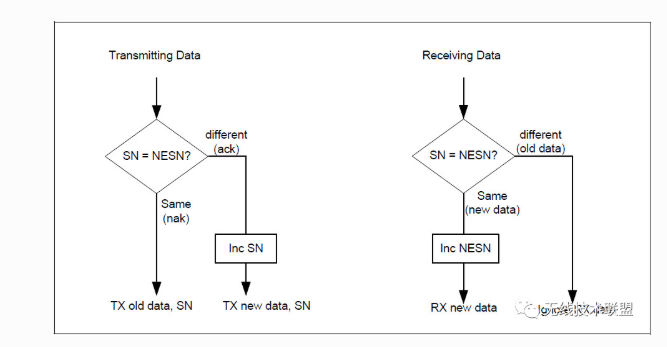 Transmitting Data
SN = NESN?
different
(ack)
Same
(nak)
Inc SN
TX old data, SN
TX new data, SN
Receiving Data
SN = NESN?
different
(old data)
Same
(new data)
Inc NESN
RX new data
无线技术联盟